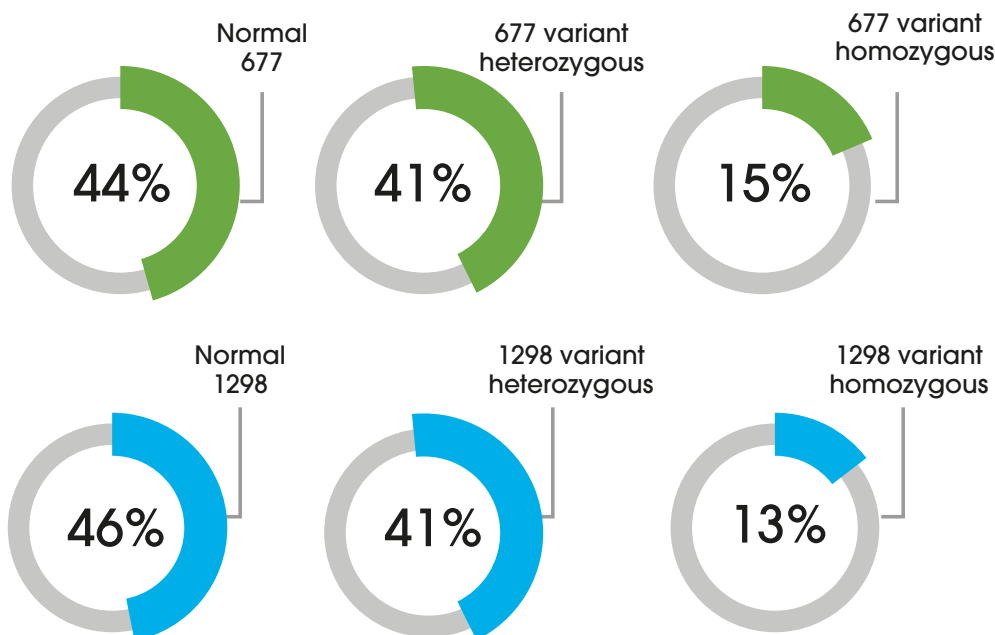 Normal
677
44%
677 variant
heterozygous
41%
677 variant
homozygous
15%
Normal
1298
46%
1298 variant
heterozygous
41%
1298 variant
homozygous
13%